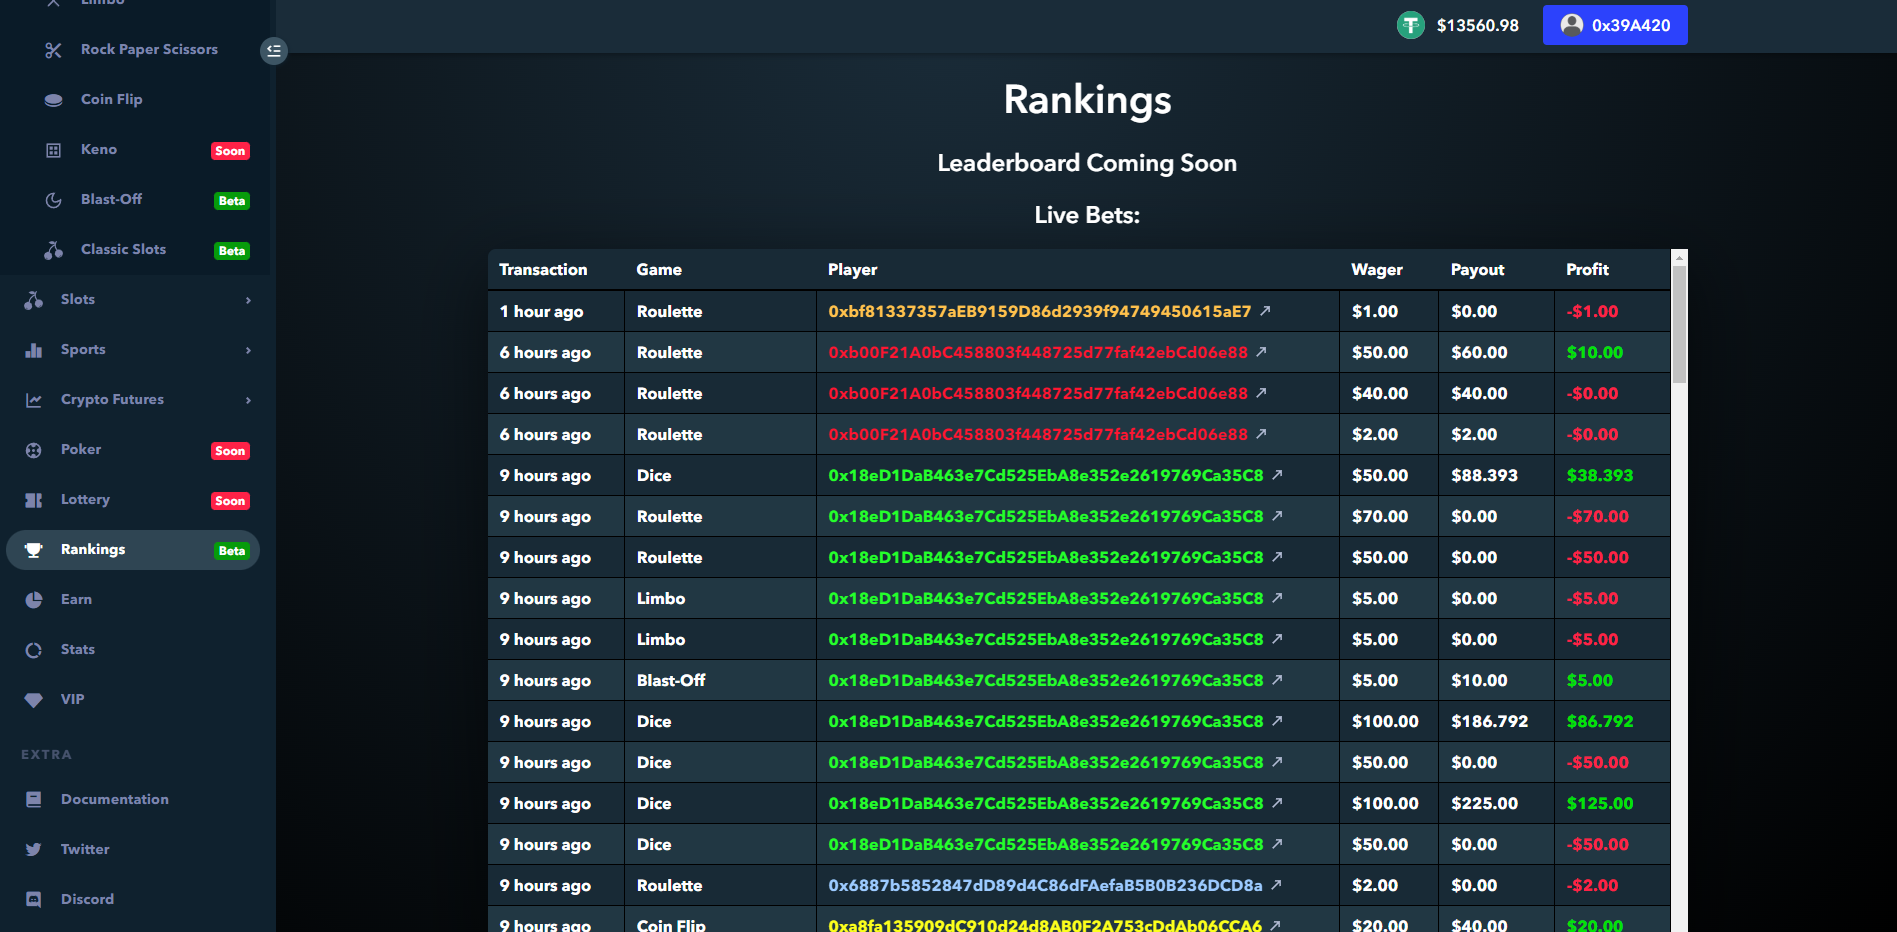 Limbo
Rock Paper Scissors
Coin Flip
Keno Soon
Blast-Off Beta
Classic Slots Beta
Slots
Sports
Crypto Futures
Poker Soon
Lottery Soon
Rankings Beta
Earn
Stats
VIP
EXTRA
Documentation
Twitter
Discord
$13560.98 0x39A420
Rankings
Leaderboard Coming Soon
Live Bets:
Transaction Game Player Wager Payout Profit
1 hour ago Roulette 0xbf81337357aEB9159D86d2939f94749450615aE7 $1.00 $0.00 -$1.00
6 hours ago Roulette 0xb00F21A0bC458803f448725d77faf42ebCd06e88 $50.00 $60.00 $10.00
6 hours ago Roulette 0xb00F21A0bC458803f448725d77faf42ebCd06e88 $40.00 $40.00 -$0.00
6 hours ago Roulette 0xb00F21A0bC458803f448725d77faf42ebCd06e88 $2.00 $2.00 -$0.00
9 hours ago Dice 0x18eD1DaB463e7Cd525EbA8e352e2619769Ca35C8 $50.00 $88.393 $38.393
9 hours ago Roulette 0x18eD1DaB463e7Cd525EbA8e352e2619769Ca35C8 $70.00 $0.00 -$70.00
9 hours ago Roulette 0x18eD1DaB463e7Cd525EbA8e352e2619769Ca35C8 $50.00 $0.00 -$50.00
9 hours ago Limbo 0x18eD1DaB463e7Cd525EbA8e352e2619769Ca35C8 $5.00 $0.00 -$5.00
9 hours ago Limbo 0x18eD1DaB463e7Cd525EbA8e352e2619769Ca35C8 $5.00 $0.00 -$5.00
9 hours ago Blast-Off 0x18eD1DaB463e7Cd525EbA8e352e2619769Ca35C8 $5.00 $10.00 $5.00
9 hours ago Dice 0x18eD1DaB463e7Cd525EbA8e352e2619769Ca35C8 $100.00 $186.792 $86.792
9 hours ago Dice 0x18eD1DaB463e7Cd525EbA8e352e2619769Ca35C8 $50.00 $0.00 -$50.00
9 hours ago Dice 0x18eD1DaB463e7Cd525EbA8e352e2619769Ca35C8 $100.00 $225.00 $125.00
9 hours ago Dice 0x18eD1DaB463e7Cd525EbA8e352e2619769Ca35C8 $50.00 $0.00 -$50.00
9 hours ago Roulette 0x6887b5852847dD89d4C86dFAefaB5B0B236DCD8a $2.00 $0.00 -$2.00
9 hours ago Coin Flip 0xa8fa135909dC910d24d8AB0F2A753cDdAb06CCA6 $20.00 $40.00 $20.00